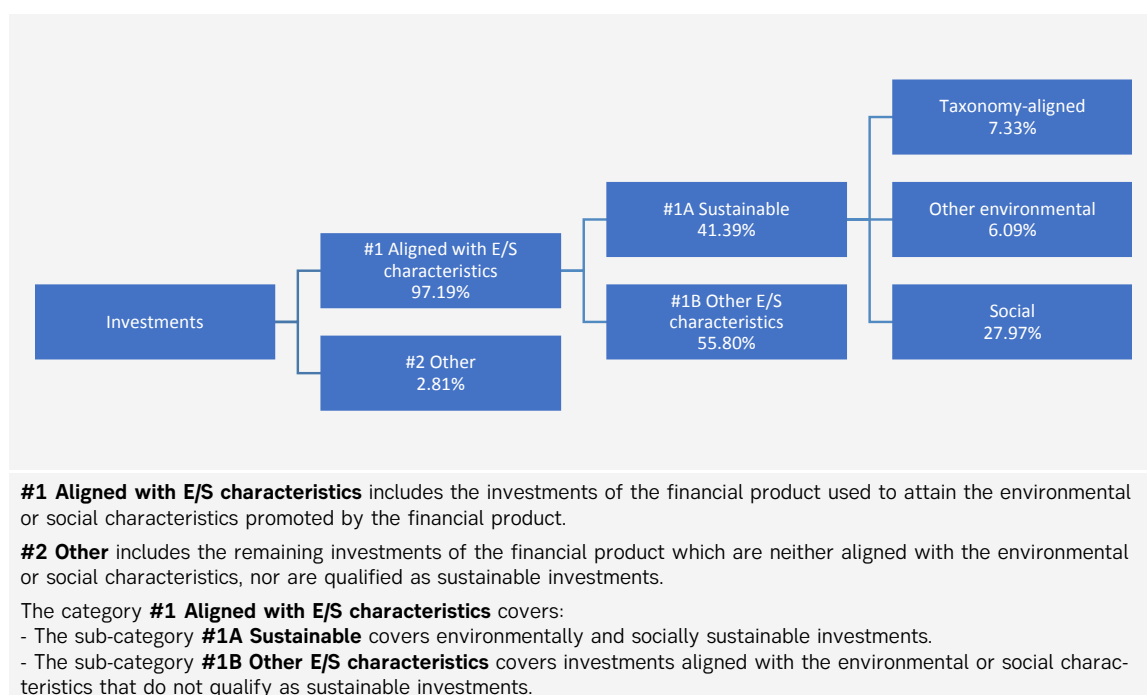 Investments
#1 Aligned with E/S
characteristics
97.19%
#2 Other
2.81%
#1A Sustainable
41.39%
#1B Other E/S
characteristics
55.80%
Taxonomy-aligned
7.33%
Other environmental
6.09%
Social
27.97%
#1 Aligned with E/S characteristics includes the investments of the financial product used to attain the environmental
or social characteristics promoted by the financial product.
#2 Other includes the remaining investments of the financial product which are neither aligned with the environmental
or social characteristics, nor are qualified as sustainable investments.
The category #1 Aligned with E/S characteristics covers:
- The sub-category #1A Sustainable covers environmentally and socially sustainable investments.
- The sub-category #1B Other E/S characteristics covers investments aligned with the environmental or social charac-
teristics that do not qualify as sustainable investments.